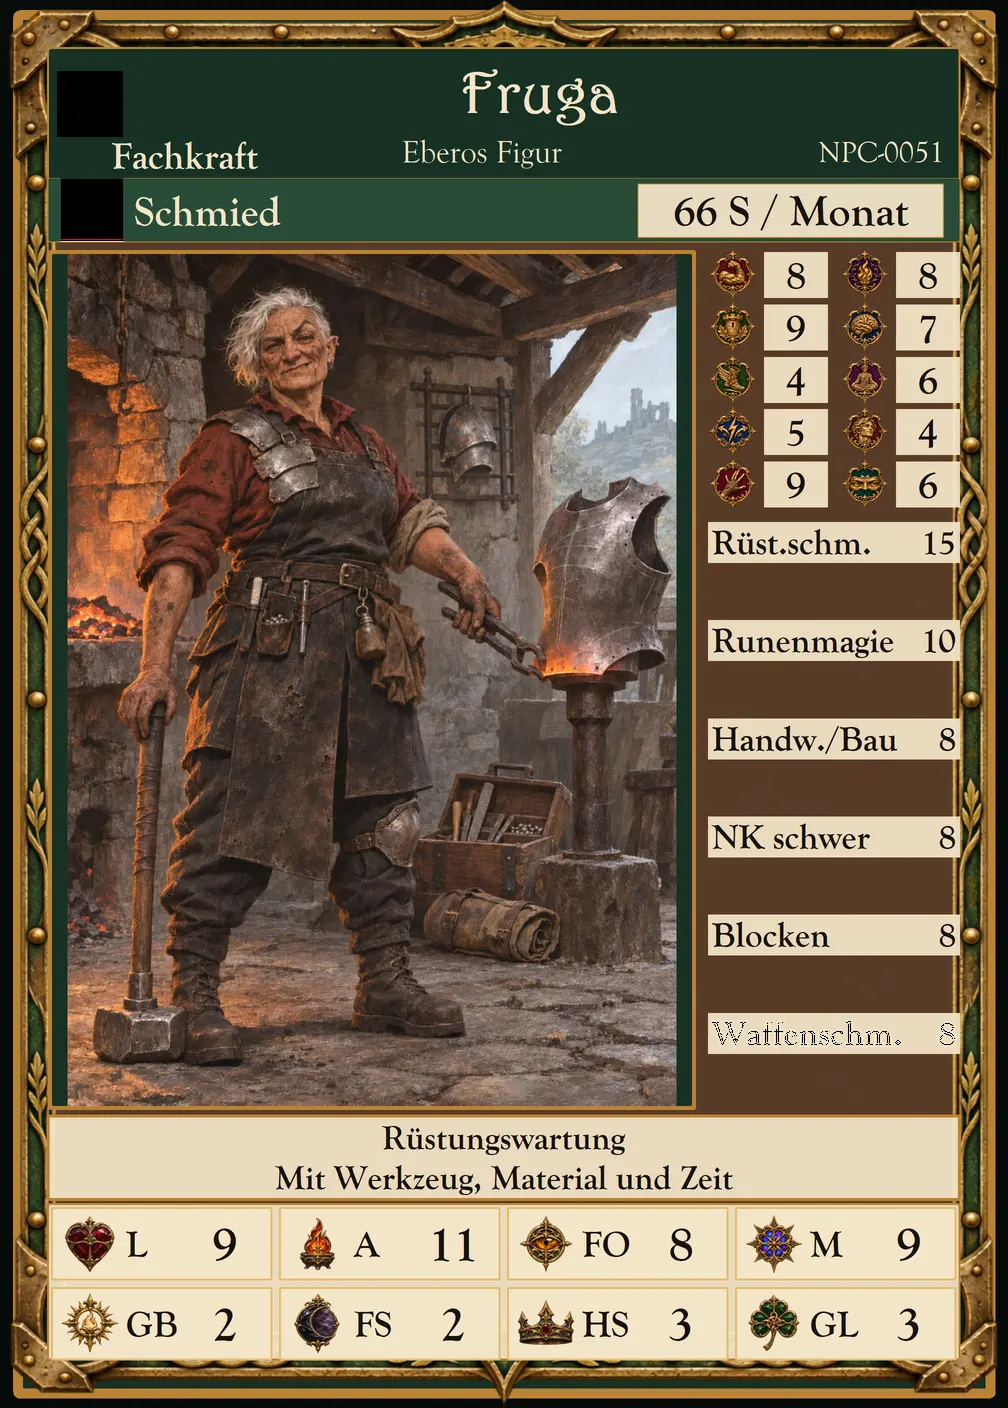 Fruga
Fachkraft
Eberos Figur
NPC-0051
Schmied
66 S / Monat
8 8
9 7
4 6
5 4
9 6
Rüst.schm. 15
Runenmagie 10
Handw./Bau 8
NK schwer 8
Blocken 8
Waffenschm. 8
Rüstungswartung
Mit Werkzeug, Material und Zeit
L 9 A 11 FO 8 M 9
GB 2 FS 2 HS 3 GL 3